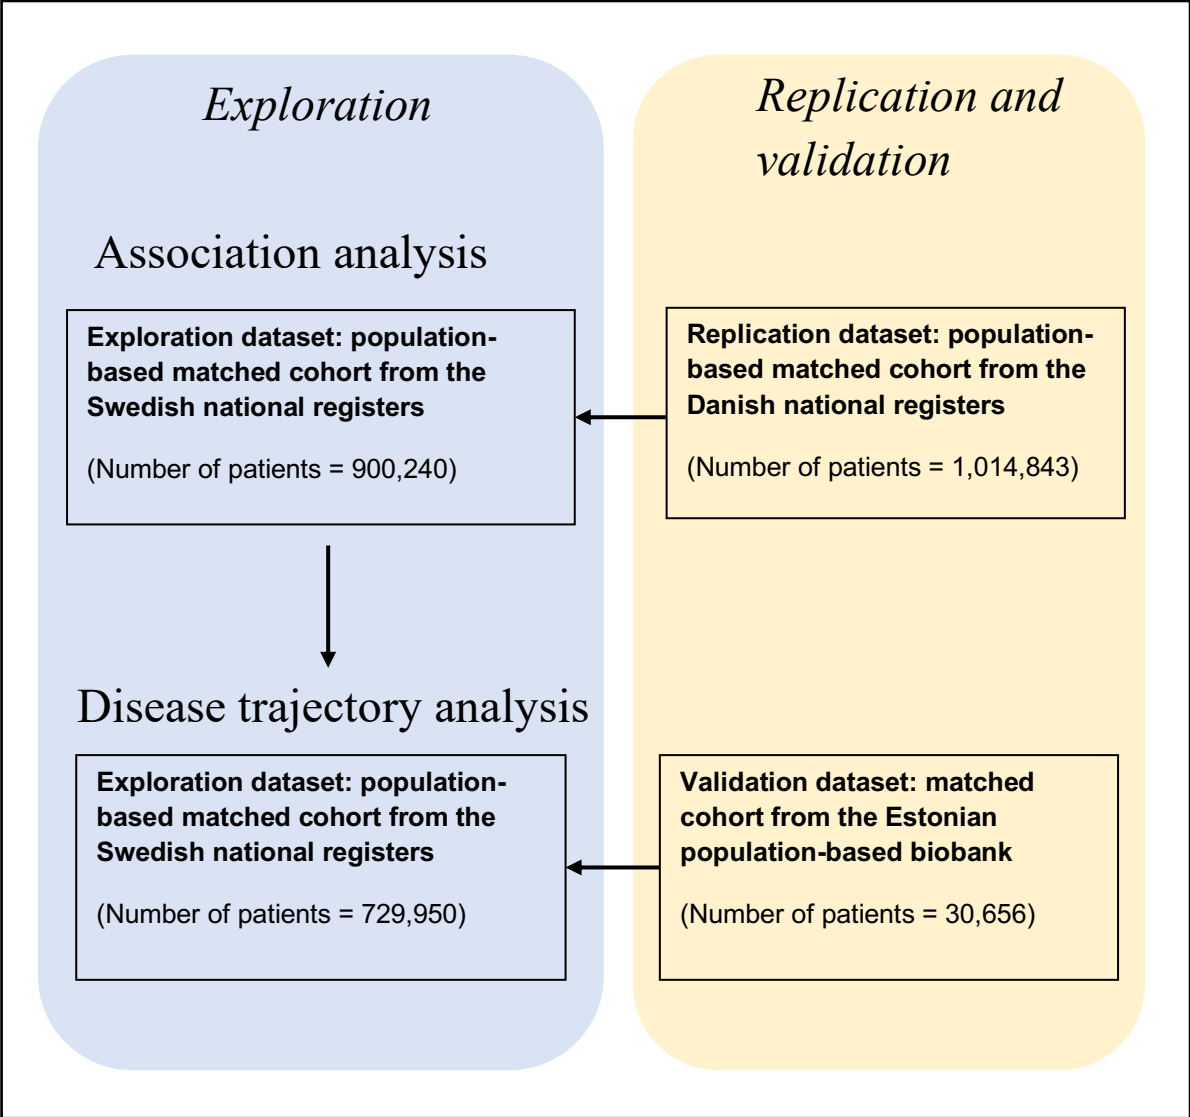 Exploration
Association analysis
Exploration dataset: population-
based matched cohort from the
Swedish national registers
(Number of patients = 900,240)
Disease trajectory analysis
Exploration dataset: population-
based matched cohort from the
Swedish national registers
(Number of patients = 729,950)
Replication and
validation
Replication dataset: population-
based matched cohort from the
Danish national registers
(Number of patients = 1,014,843)
Validation dataset: matched
cohort from the Estonian
population-based biobank
(Number of patients = 30,656)